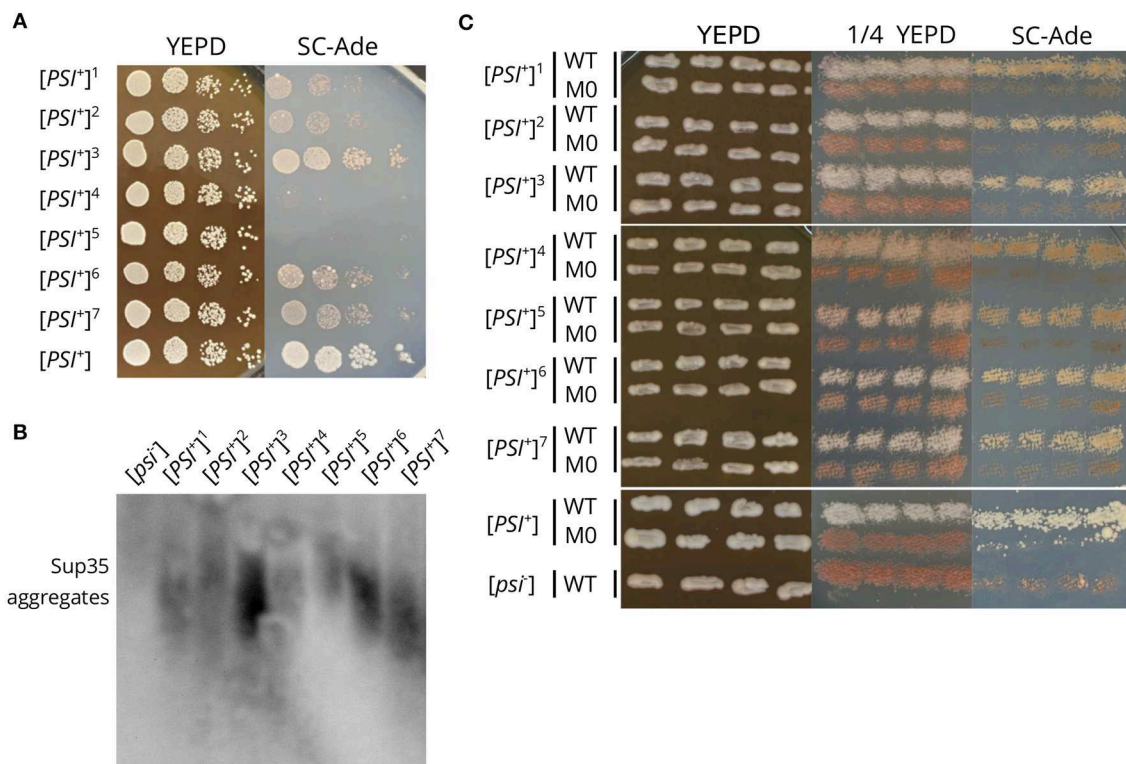 A
YEPD SC-Ade
[PSI⁺]¹
[PSI⁺]²
[PSI⁺]³
[PSI⁺]⁴
[PSI⁺]⁵
[PSI⁺]⁶
[PSI⁺]⁷
[PSI⁺]
B
[psi⁻] [PSI⁺]¹ [PSI⁺]² [PSI⁺]³ [PSI⁺]⁴ [PSI⁺]⁵ [PSI⁺]⁶ [PSI⁺]⁷
Sup35
aggregates
C
YEPD 1/4 YEPD SC-Ade
[PSI⁺]¹ WT
M0
[PSI⁺]² WT
M0
[PSI⁺]³ WT
M0
[PSI⁺]⁴ WT
M0
[PSI⁺]⁵ WT
M0
[PSI⁺]⁶ WT
M0
[PSI⁺]⁷ WT
M0
[PSI⁺] WT
M0
[psi⁻] WT